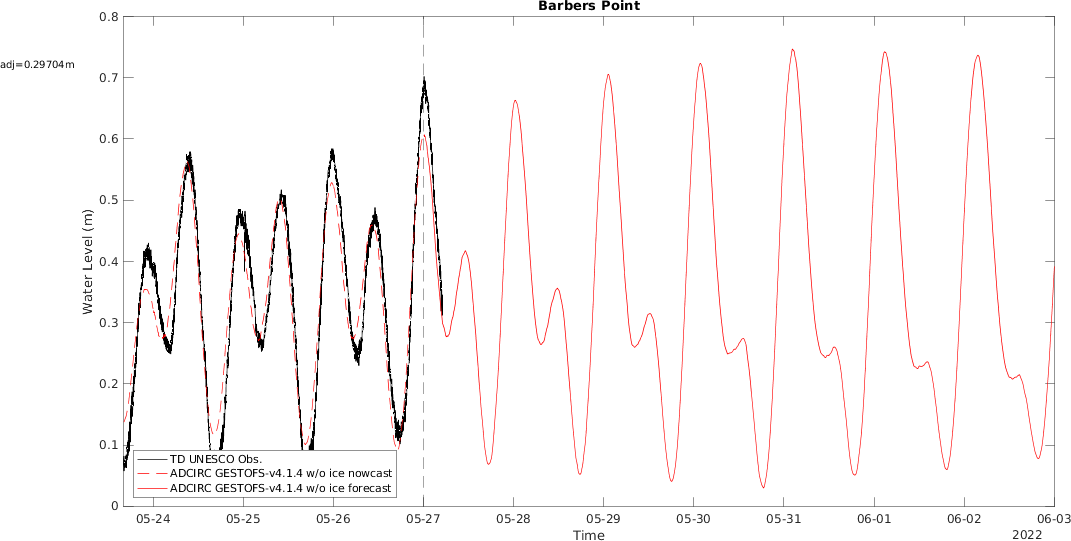 Barbers Point
adj=0.29704m
Water Level (m)
0.8
0.7
0.6
0.5
0.4
0.3
0.2
0.1
0
TD UNESCO Obs.
ADCIRC GESTOFS-v4.1.4 w/o ice nowcast
ADCIRC GESTOFS-v4.1.4 w/o ice forecast
05-24 05-25 05-26 05-27 05-28 05-29 05-30 05-31 06-01 06-02 06-03
Time
2022